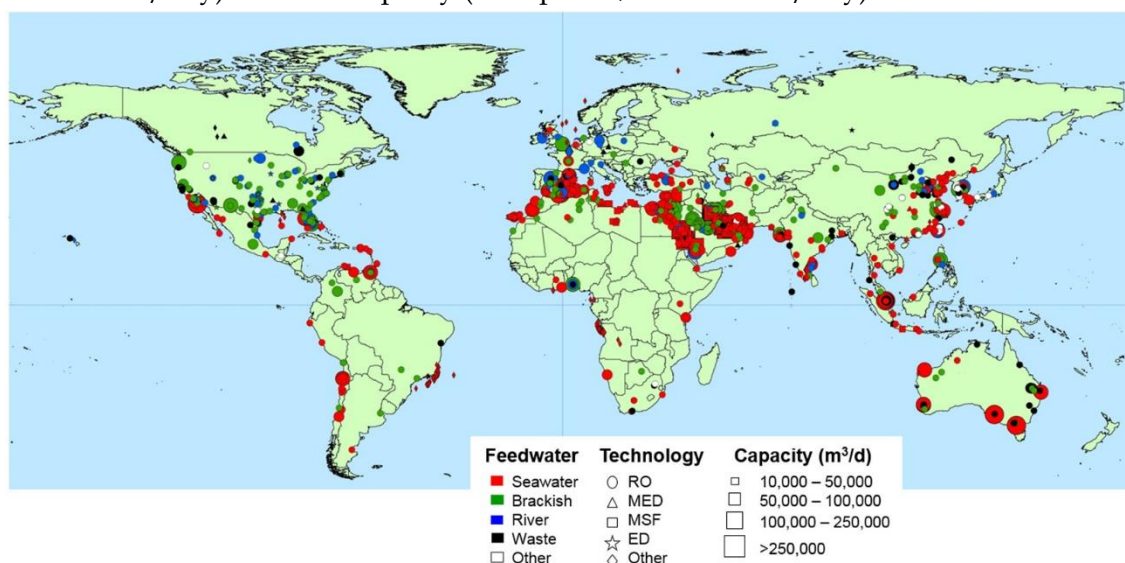 Feedwater Technology Capacity (m³/d)
Seawater RO 10,000 – 50,000
Brackish MED 50,000 – 100,000
River MSF 100,000 – 250,000
Waste ED >250,000
Other Other